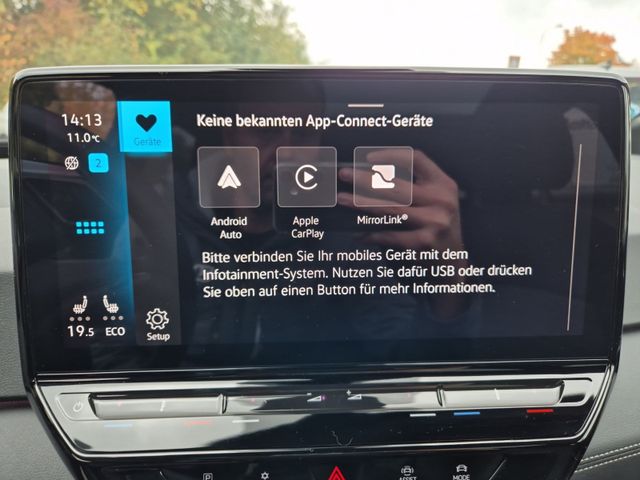 14:13
11.0°C
2
Geräte
Keine bekannten App-Connect-Geräte
Android
Auto
Apple
CarPlay
MirrorLink®
Bitte verbinden Sie Ihr mobiles Gerät mit dem
Infotainment-System. Nutzen Sie dafür USB oder drücken
Sie oben auf einen Button für mehr Informationen.
19.5
ECO
Setup
P
ASSIST
MODE